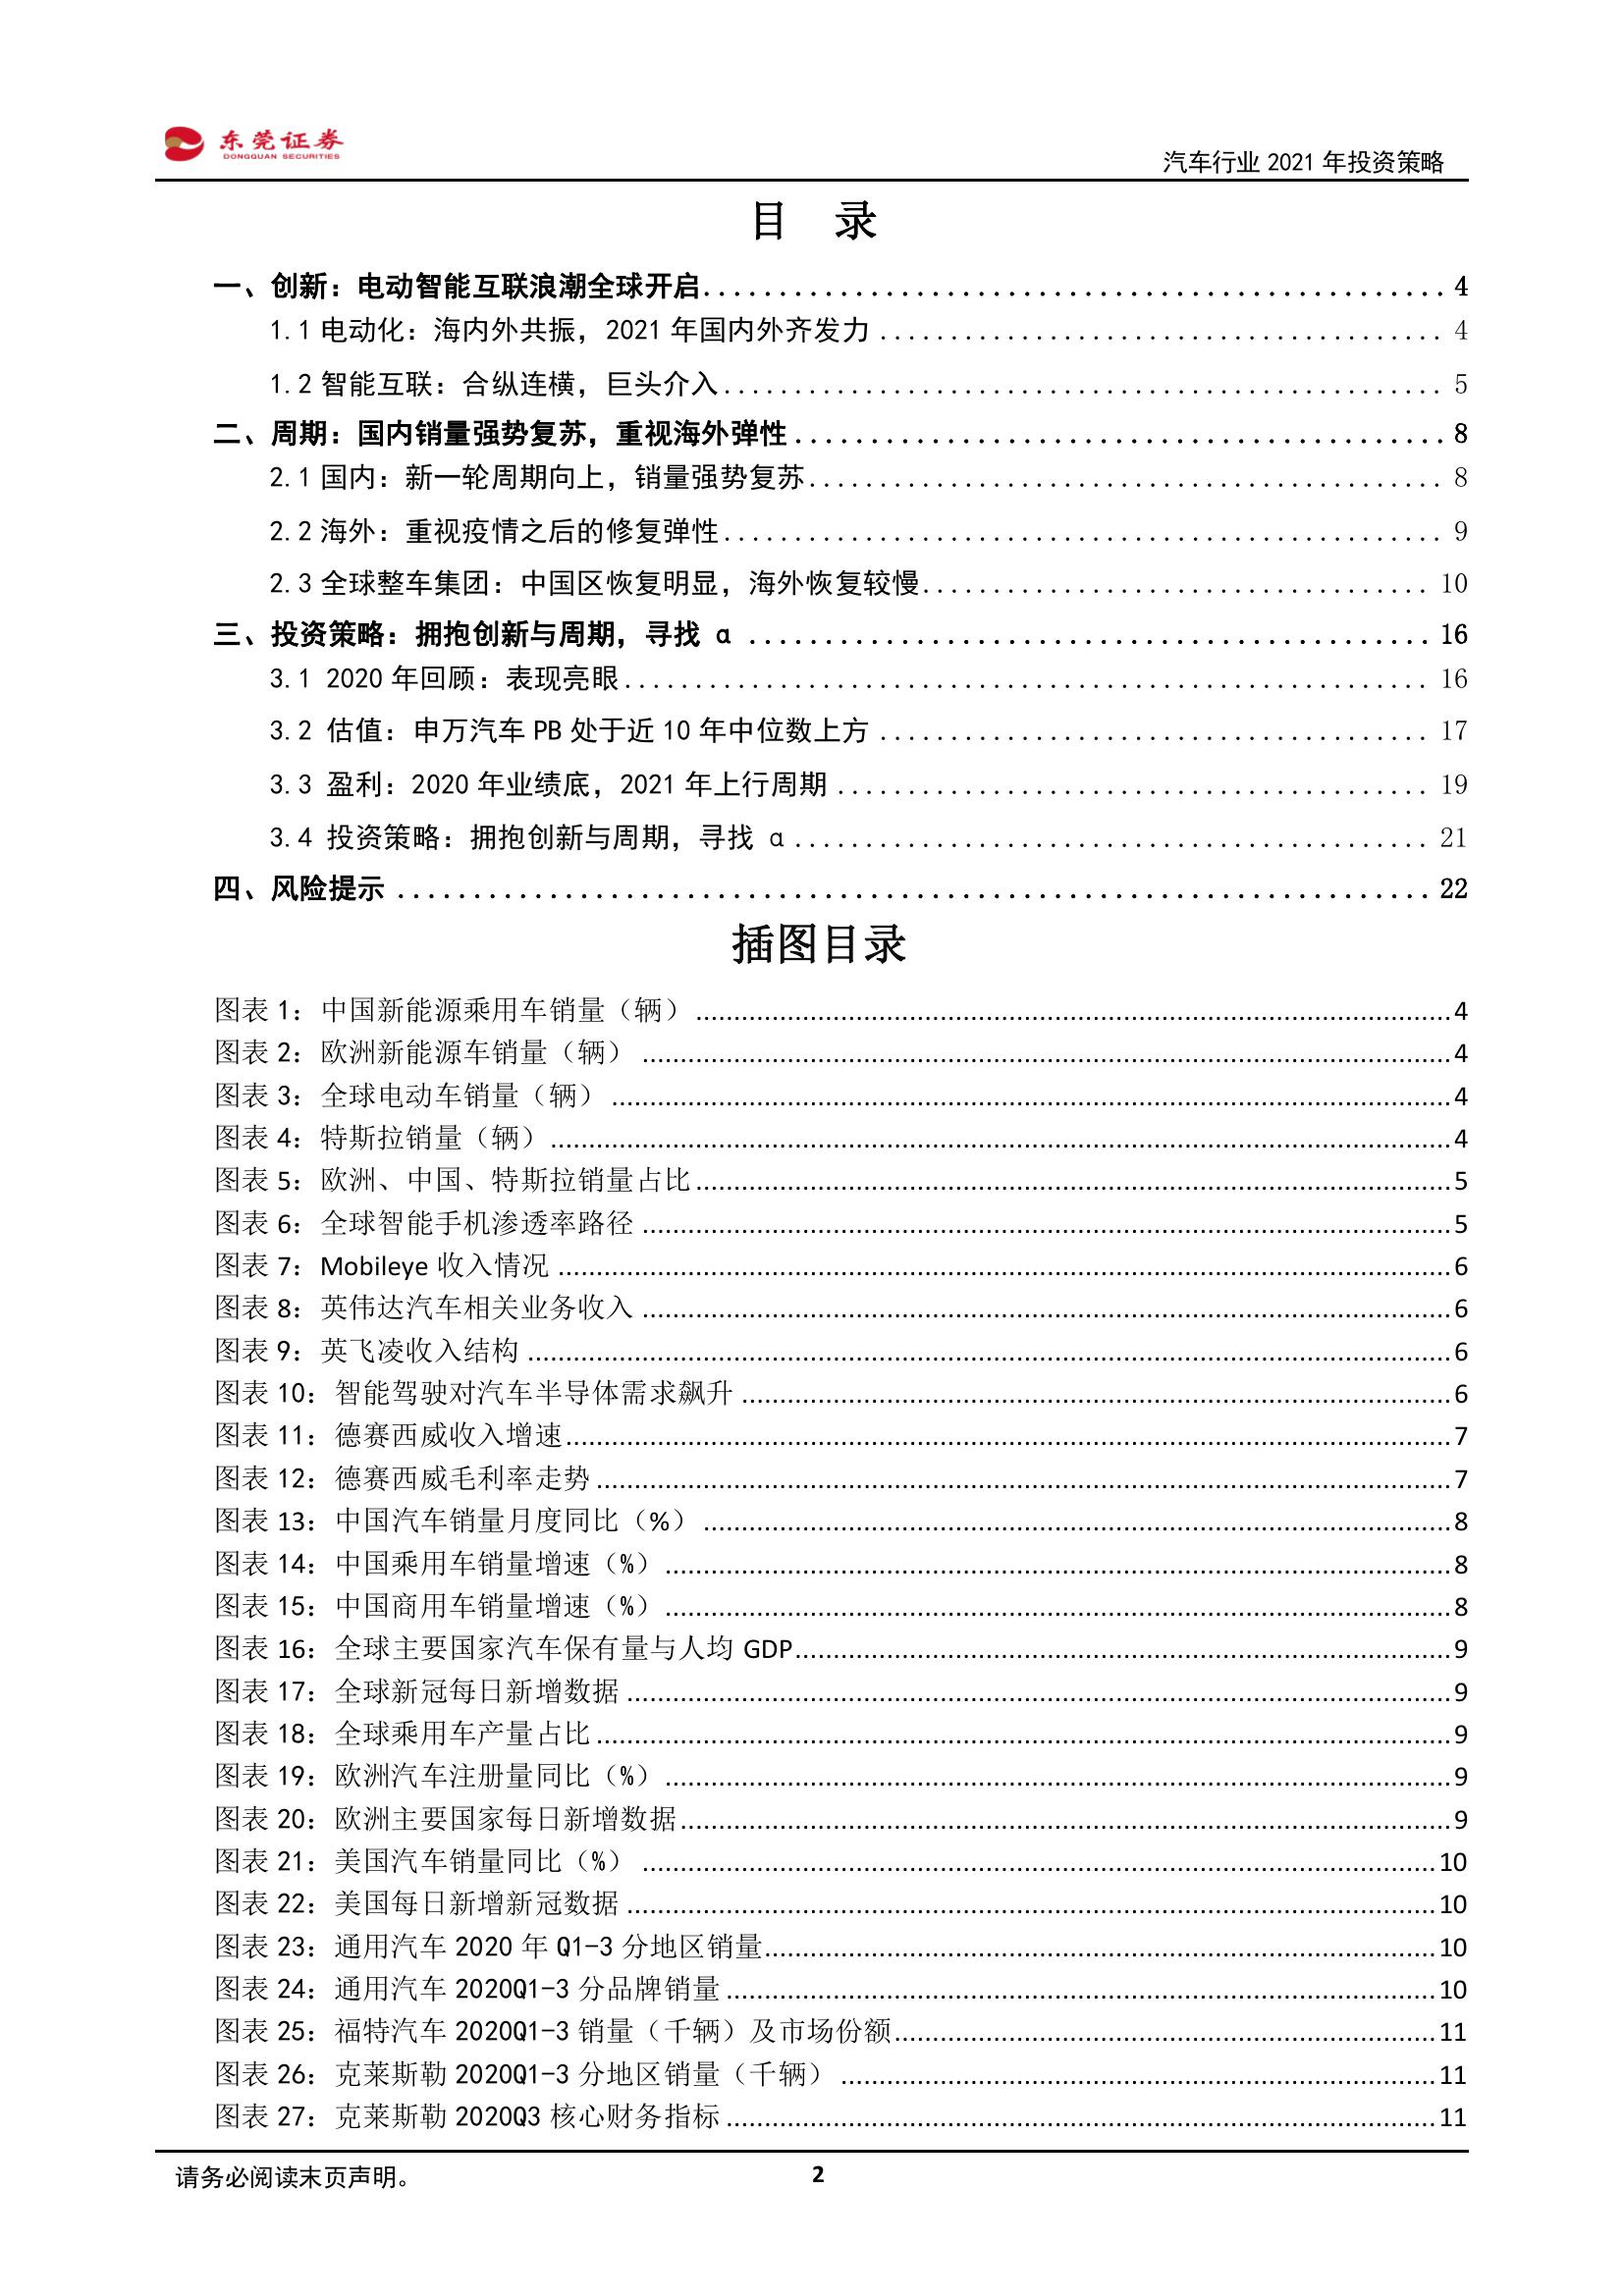 东莞证券
DONGGUAN SECURITIES
汽车行业 2021 年投资策略
目 录
一、创新：电动智能互联浪潮全球开启 4
1.1 电动化：海内外共振，2021 年国内外齐发力 4
1.2 智能互联：合纵连横，巨头介入 5
二、周期：国内销量强势复苏，重视海外弹性 8
2.1 国内：新一轮周期向上，销量强势复苏 8
2.2 海外：重视疫情之后的修复弹性 9
2.3 全球整车集团：中国区恢复明显，海外恢复较慢 10
三、投资策略：拥抱创新与周期，寻找 α 16
3.1 2020 年回顾：表现亮眼 16
3.2 估值：申万汽车 PB 处于近 10 年中位数上方 17
3.3 盈利：2020 年业绩底，2021 年上行周期 19
3.4 投资策略：拥抱创新与周期，寻找 α 21
四、风险提示 22
插图目录
图表 1：中国新能源乘用车销量（辆） 4
图表 2：欧洲新能源车销量（辆） 4
图表 3：全球电动车销量（辆） 4
图表 4：特斯拉销量（辆） 4
图表 5：欧洲、中国、特斯拉销量占比 5
图表 6：全球智能手机渗透率路径 5
图表 7：Mobileye 收入情况 6
图表 8：英伟达汽车相关业务收入 6
图表 9：英飞凌收入结构 6
图表 10：智能驾驶对汽车半导体需求飙升 6
图表 11：德赛西威收入增速 7
图表 12：德赛西威毛利率走势 7
图表 13：中国汽车销量月度同比（%） 8
图表 14：中国乘用车销量增速（%） 8
图表 15：中国商用车销量增速（%） 8
图表 16：全球主要国家汽车保有量与人均 GDP 9
图表 17：全球新冠每日新增数据 9
图表 18：全球乘用车产量占比 9
图表 19：欧洲汽车注册量同比（%） 9
图表 20：欧洲主要国家每日新增数据 9
图表 21：美国汽车销量同比（%） 10
图表 22：美国每日新增新冠数据 10
图表 23：通用汽车 2020 年 Q1-3 分地区销量 10
图表 24：通用汽车 2020Q1-3 分品牌销量 10
图表 25：福特汽车 2020Q1-3 销量（千辆）及市场份额 11
图表 26：克莱斯勒 2020Q1-3 分地区销量（千辆） 11
图表 27：克莱斯勒 2020Q3 核心财务指标 11
请务必阅读末页声明。
2